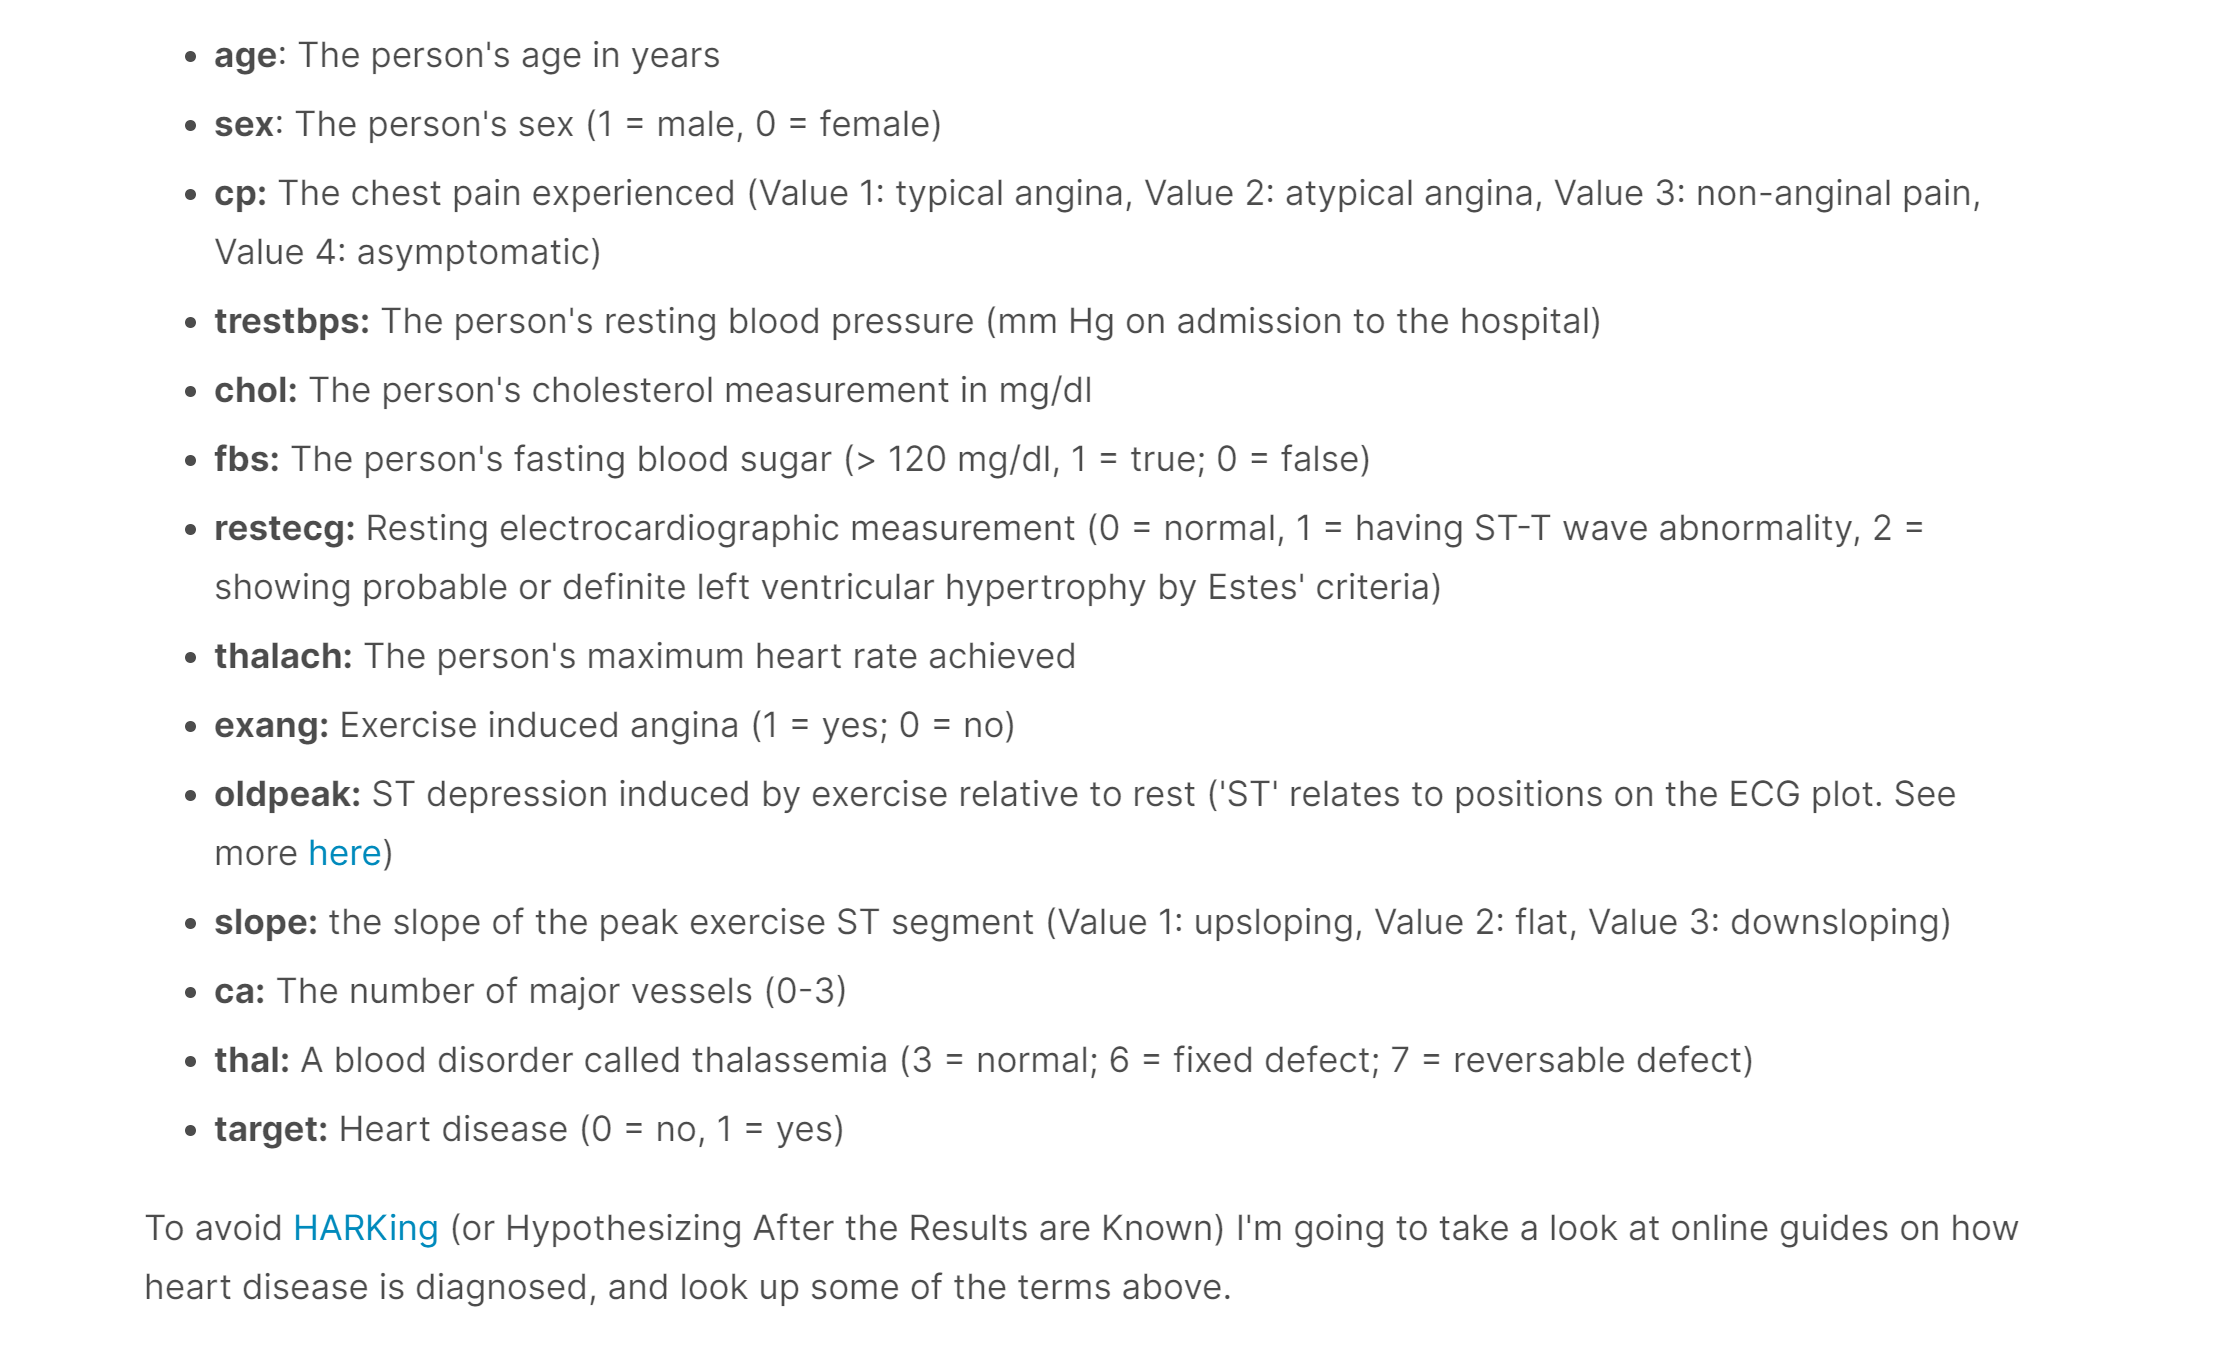 • age: The person's age in years
• sex: The person's sex (1 = male, 0 = female)
• cp: The chest pain experienced (Value 1: typical angina, Value 2: atypical angina, Value 3: non-anginal pain,
Value 4: asymptomatic)
• trestbps: The person's resting blood pressure (mm Hg on admission to the hospital)
• chol: The person's cholesterol measurement in mg/dl
• fbs: The person's fasting blood sugar (> 120 mg/dl, 1 = true; 0 = false)
• restecg: Resting electrocardiographic measurement (0 = normal, 1 = having ST-T wave abnormality, 2 =
showing probable or definite left ventricular hypertrophy by Estes' criteria)
• thalach: The person's maximum heart rate achieved
• exang: Exercise induced angina (1 = yes; 0 = no)
• oldpeak: ST depression induced by exercise relative to rest ('ST' relates to positions on the ECG plot. See
more here)
• slope: the slope of the peak exercise ST segment (Value 1: upsloping, Value 2: flat, Value 3: downsloping)
• ca: The number of major vessels (0-3)
• thal: A blood disorder called thalassemia (3 = normal; 6 = fixed defect; 7 = reversable defect)
• target: Heart disease (0 = no, 1 = yes)
To avoid HARKing (or Hypothesizing After the Results are Known) I'm going to take a look at online guides on how
heart disease is diagnosed, and look up some of the terms above.